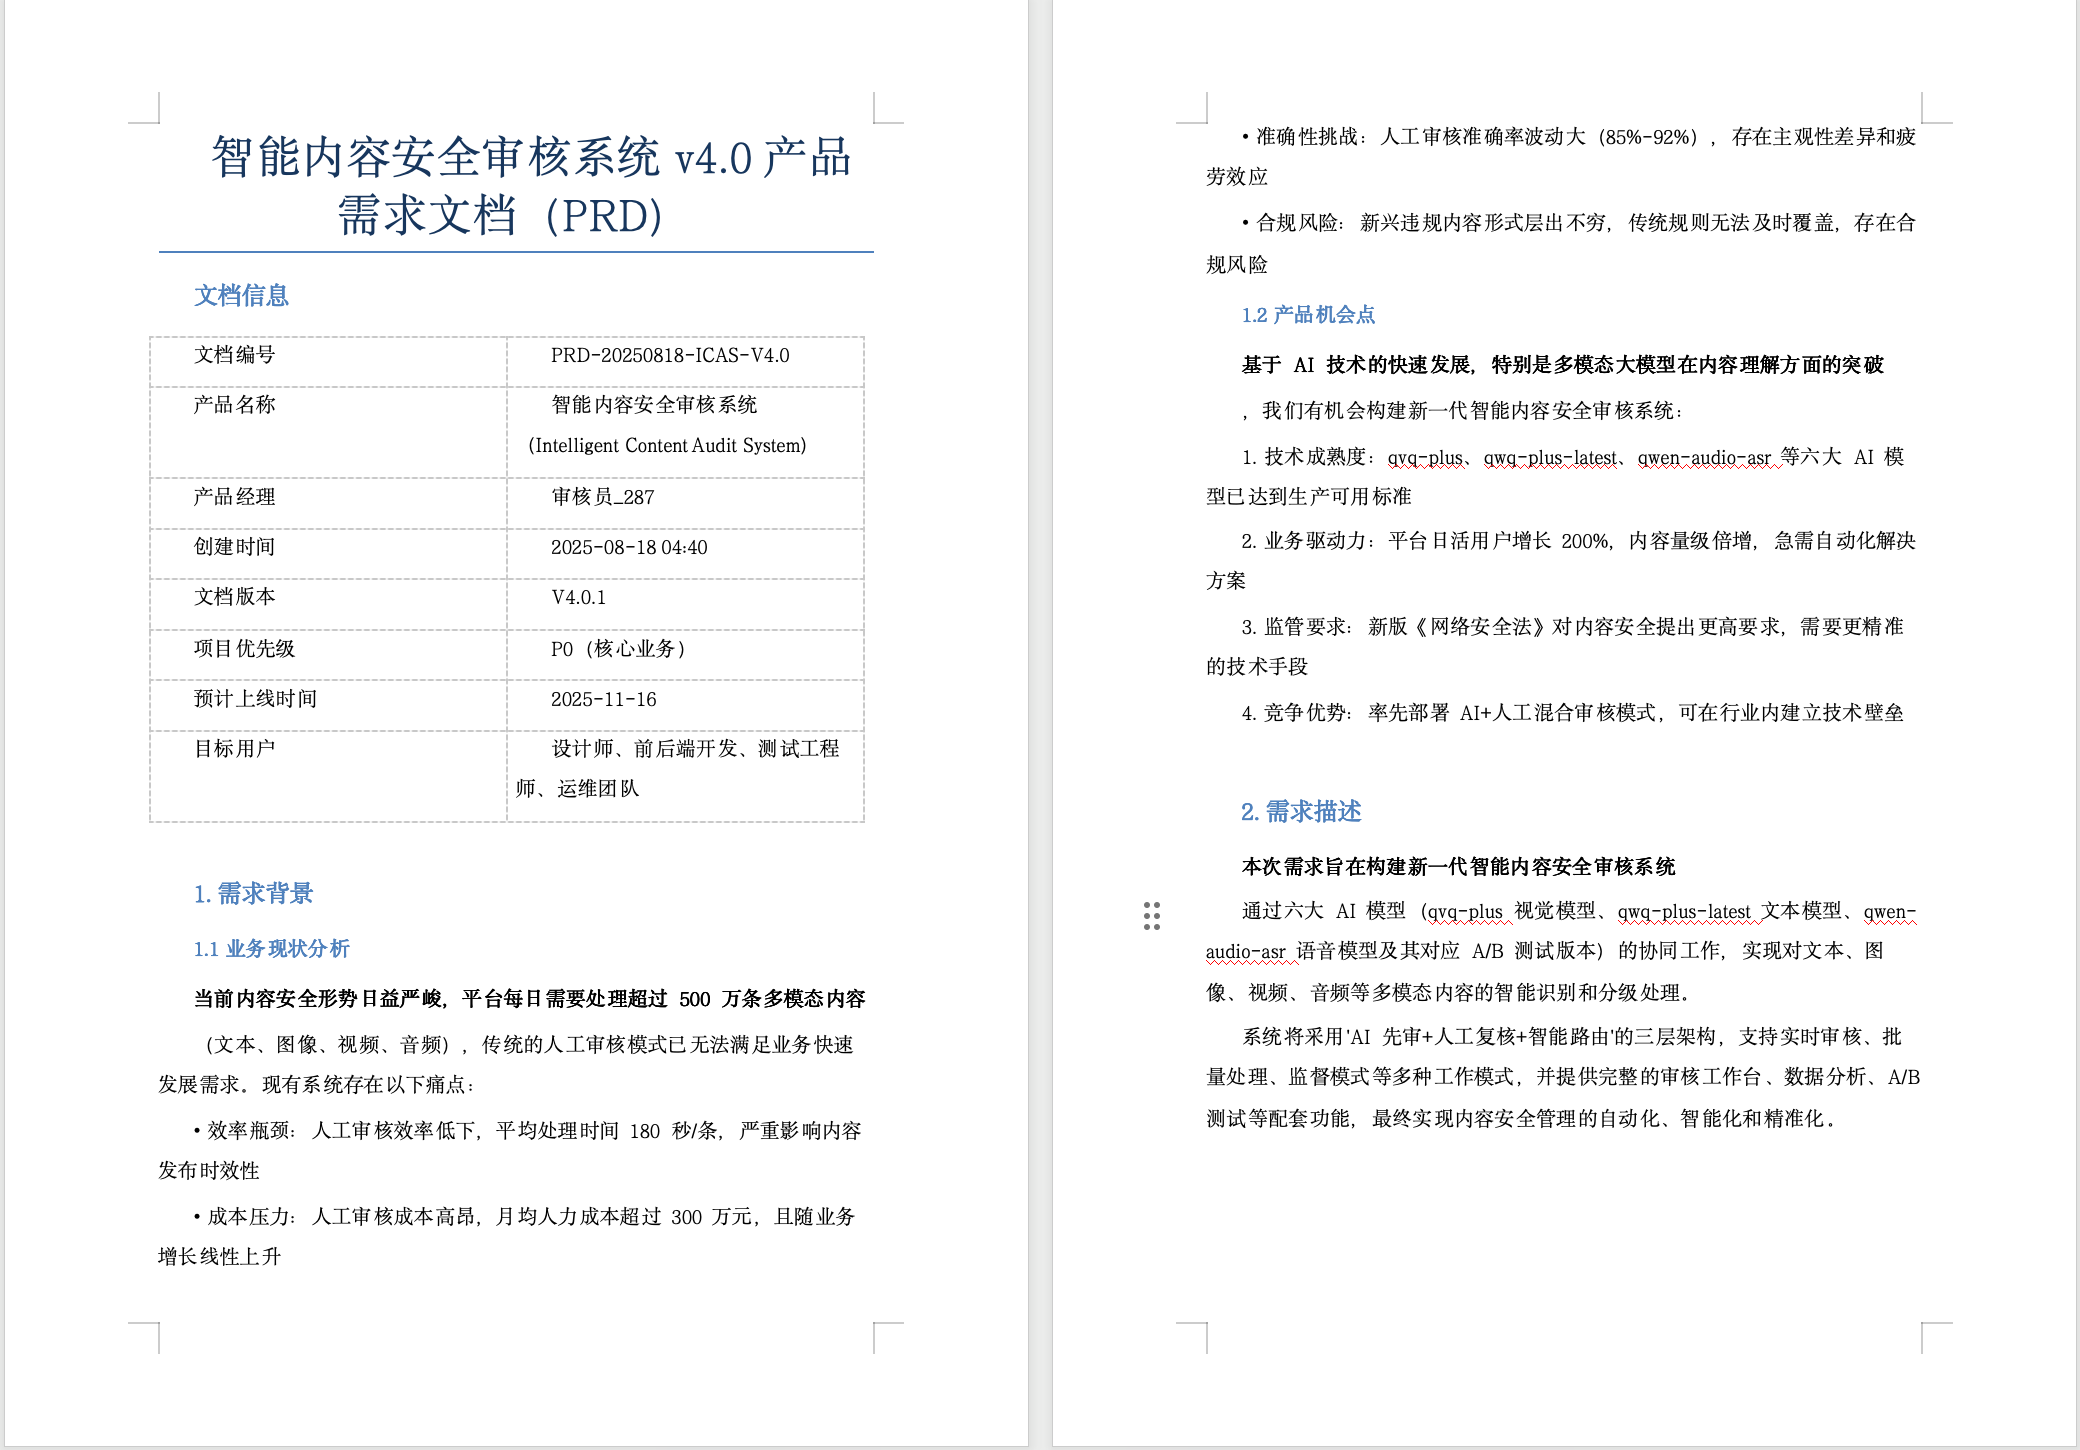 智能内容安全审核系统 v4.0 产品
需求文档（PRD）
文档信息
文档编号
PRD-20250818-ICAS-V4.0
产品名称
智能内容安全审核系统
(Intelligent Content Audit System)
产品经理
审核员_287
创建时间
2025-08-18 04:40
文档版本
V4.0.1
项目优先级
P0（核心业务）
预计上线时间
2025-11-16
目标用户
设计师、前后端开发、测试工程
师、运维团队
1. 需求背景
1.1 业务现状分析
当前内容安全形势日益严峻，平台每日需要处理超过 500 万条多模态内容
（文本、图像、视频、音频），传统的人工审核模式已无法满足业务快速
发展需求。现有系统存在以下痛点：
• 效率瓶颈：人工审核效率低下，平均处理时间 180 秒/条，严重影响内容
发布时效性
• 成本压力：人工审核成本高昂，月均人力成本超过 300 万元，且随业务
增长线性上升
• 准确性挑战：人工审核准确率波动大（85%-92%），存在主观性差异和疲
劳效应
• 合规风险：新兴违规内容形式层出不穷，传统规则无法及时覆盖，存在合
规风险
1.2 产品机会点
基于 AI 技术的快速发展，特别是多模态大模型在内容理解方面的突破
，我们有机会构建新一代智能内容安全审核系统：
1. 技术成熟度：qvq-plus、qwq-plus-latest、qwen-audio-asr 等六大 AI 模
型已达到生产可用标准
2. 业务驱动力：平台日活用户增长 200%，内容量级倍增，急需自动化解决
方案
3. 监管要求：新版《网络安全法》对内容安全提出更高要求，需要更精准
的技术手段
4. 竞争优势：率先部署 AI+人工混合审核模式，可在行业内建立技术壁垒
2. 需求描述
本次需求旨在构建新一代智能内容安全审核系统
通过六大 AI 模型（qvq-plus 视觉模型、qwq-plus-latest 文本模型、qwen-
audio-asr 语音模型及其对应 A/B 测试版本）的协同工作，实现对文本、图
像、视频、音频等多模态内容的智能识别和分级处理。
系统将采用'AI 先审+人工复核+智能路由'的三层架构，支持实时审核、批
量处理、监督模式等多种工作模式，并提供完整的审核工作台、数据分析、A/B
测试等配套功能，最终实现内容安全管理的自动化、智能化和精准化。